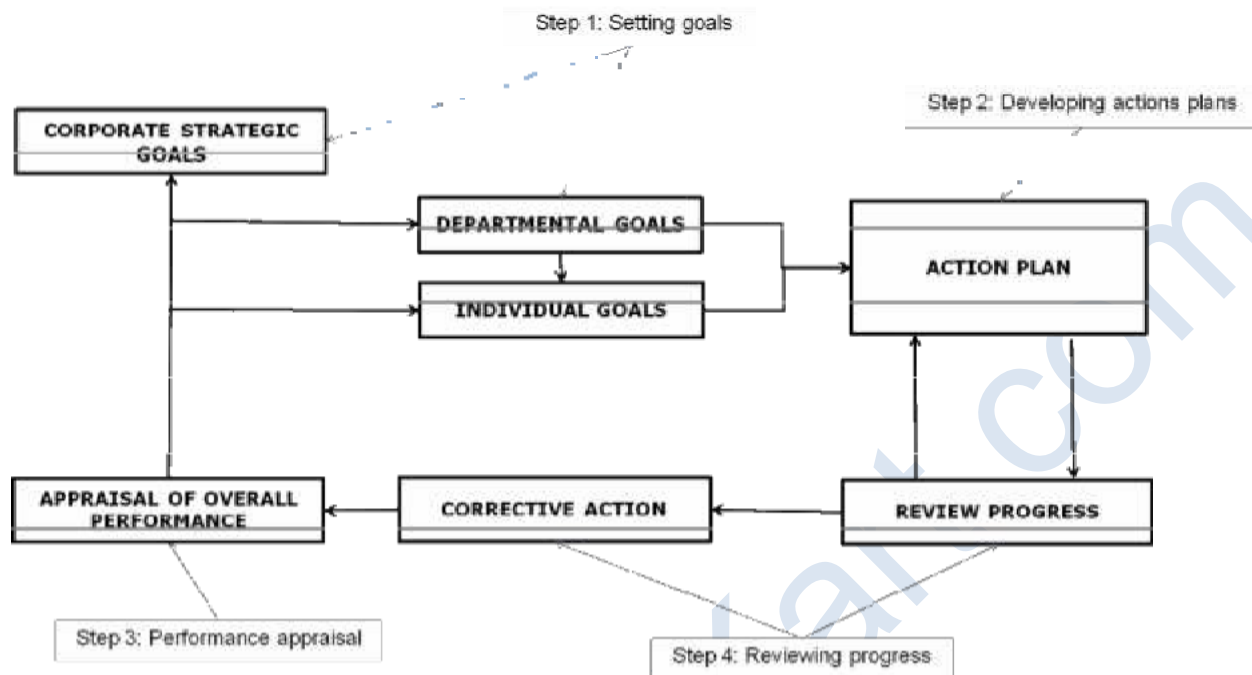 Step 1: Setting goals
Step 2: Developing actions plans
CORPORATE STRATEGIC
GOALS
DEPARTMENTAL GOALS
ACTION PLAN
INDIVIDUAL GOALS
APPRAISAL OF OVERALL
PERFORMANCE
CORRECTIVE ACTION
REVIEW PROGRESS
Step 3: Performance appraisal
Step 4: Reviewing progress